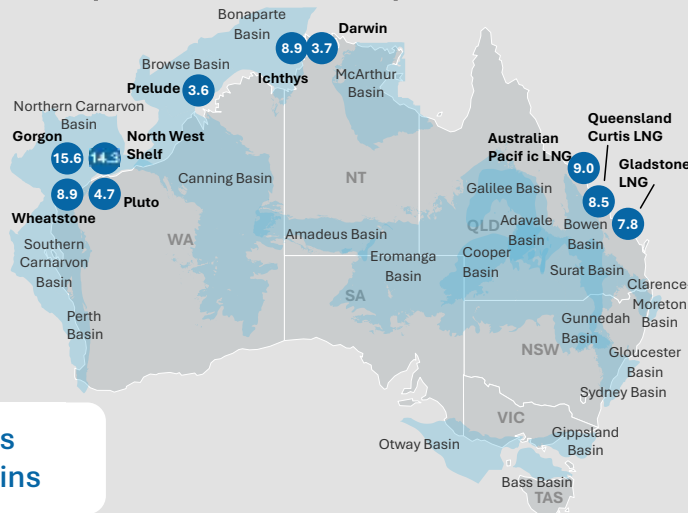 Bonaparte
Basin
Darwin
8.9
3.7
Ichthys
Browse Basin
McArthur
Basin
Prelude
3.6
Northern Carnarvon
Basin
Gorgon
North West
Shelf
15.6
14.3
8.9
4.7
Wheatstone
Pluto
Canning Basin
NT
WA
Southern
Carnarvon
Basin
Perth
Basin
Amadeus Basin
Eromanga
Basin
SA
Queensland
Curtis LNG
Australian
Pacif ic LNG
Gladstone
LNG
9.0
8.5
7.8
Galilee Basin
QLD
Adavale
Basin
Bowen
Basin
Cooper
Basin
Surat Basin
Clarence
Moreton
Basin
Gunnedah
Basin
NSW
Gloucester
Basin
Sydney Basin
VIC
Gippsland
Basin
Otway Basin
Bass Basin
TAS
s
ins